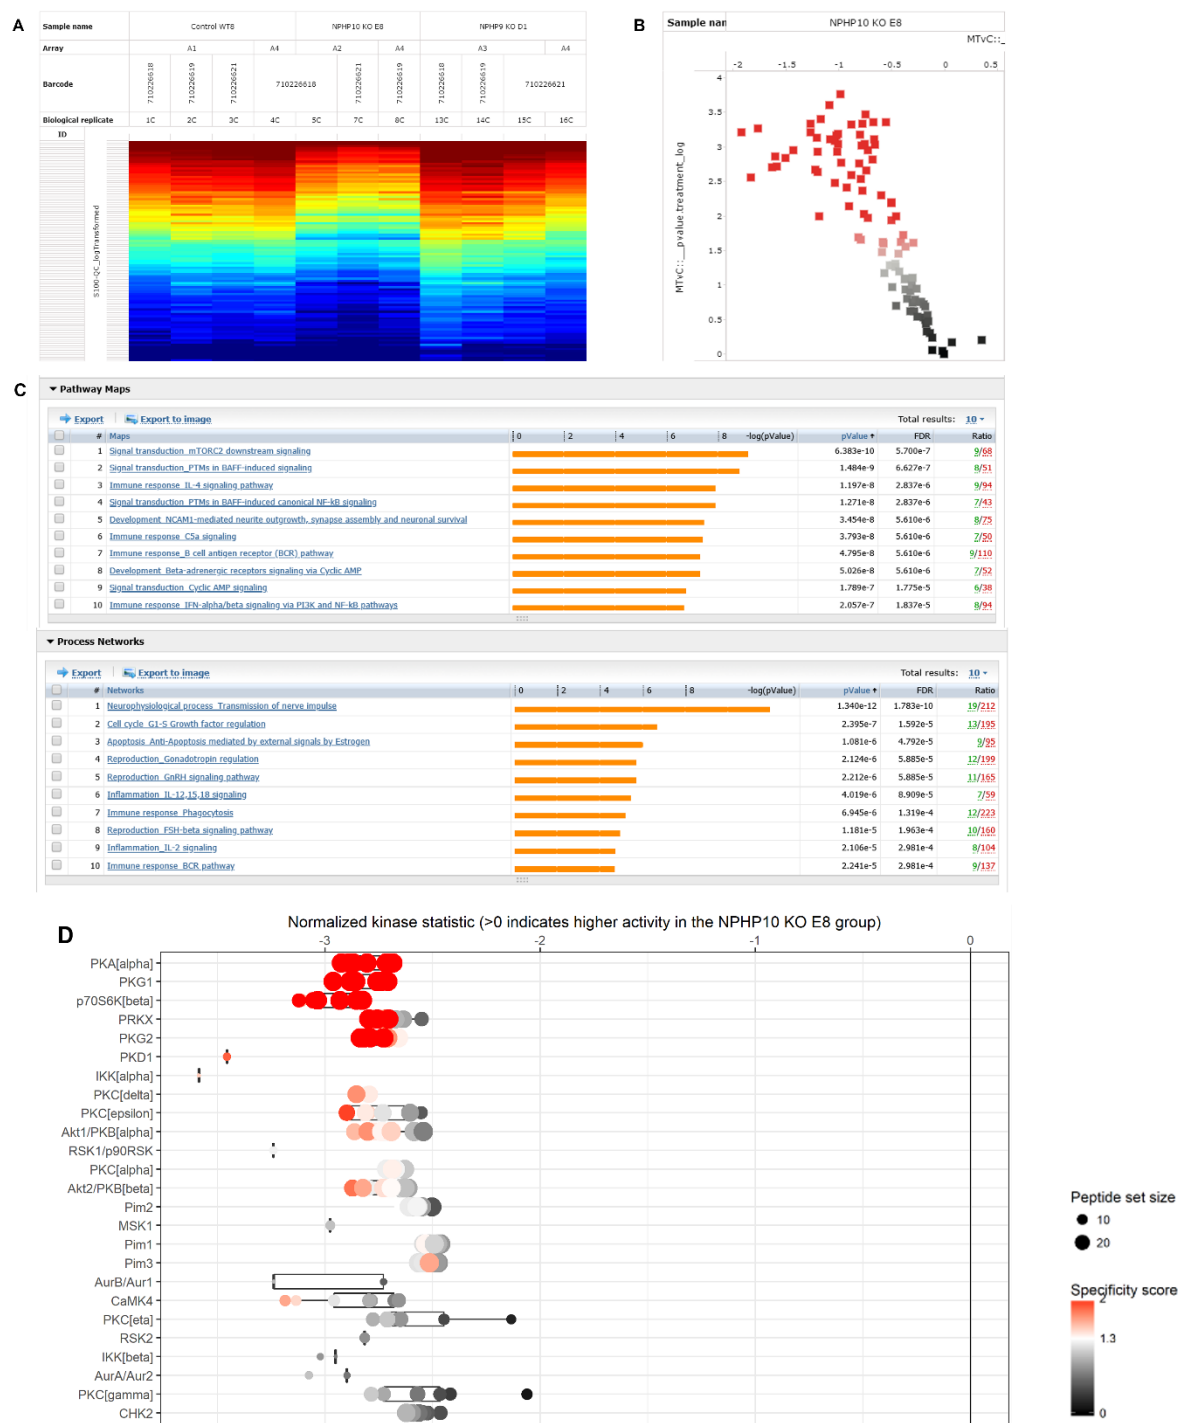 A
Sample name Control WT8 NPHP10 KO E8 NPHP9 KO D1
Array A1 A4 A2 A4 A3 A4
Barcode 710226618 710226619 710226621 710226618 710226621 710226619 710226618 710226619 710226621
Biological replicate 1C 2C 3C 4C 5C 7C 8C 13C 14C 15C 16C
ID
S100-QC_logTransformed
B
Sample nan NPHP10 KO E8
MTvC::_
-2 -1.5 -1 -0.5 0 0.5
MTvC::__pvalue.treatment_log
4
3.5
3
2.5
2
1.5
1
0.5
0
C
Pathway Maps
Export Export to image Total results: 10
# Maps 0 2 4 6 8 -log(pValue) pValue ↑ FDR Ratio
1 Signal transduction_mTORC2 downstream signaling 6.383e-10 5.700e-7 9/68
2 Signal transduction_PTMs in BAFF-induced signaling 1.484e-9 6.627e-7 8/51
3 Immune response_IL-4 signaling pathway 1.197e-8 2.837e-6 9/94
4 Signal transduction_PTMs in BAFF-induced canonical NF-kB signaling 1.271e-8 2.837e-6 7/43
5 Development_NCAM1-mediated neurite outgrowth, synapse assembly and neuronal survival 3.454e-8 5.610e-6 8/75
6 Immune response_C5a signaling 3.793e-8 5.610e-6 7/50
7 Immune response_B cell antigen receptor (BCR) pathway 4.795e-8 5.610e-6 9/110
8 Development_Beta-adrenergic receptors signaling via Cyclic AMP 5.026e-8 5.610e-6 7/52
9 Signal transduction_Cyclic AMP signaling 1.789e-7 1.775e-5 6/38
10 Immune response_IFN-alpha/beta signaling via PI3K and NF-kB pathways 2.057e-7 1.837e-5 8/94
Process Networks
Export Export to image Total results: 10
# Networks 0 2 4 6 8 -log(pValue) pValue ↑ FDR Ratio
1 Neurophysiological process_Transmission of nerve impulse 1.340e-12 1.783e-10 19/212
2 Cell cycle_G1-S Growth factor regulation 2.395e-7 1.592e-5 13/195
3 Apoptosis_Anti-Apoptosis mediated by external signals by Estrogen 1.081e-6 4.792e-5 9/95
4 Reproduction_Gonadotropin regulation 2.124e-6 5.885e-5 12/199
5 Reproduction_GnRH signaling pathway 2.212e-6 5.885e-5 11/165
6 Inflammation_IL-12,15,18 signaling 4.019e-6 8.909e-5 7/59
7 Immune response_Phagocytosis 6.945e-6 1.319e-4 12/223
8 Reproduction_FSH-beta signaling pathway 1.181e-5 1.963e-4 10/160
9 Inflammation_IL-2 signaling 2.106e-5 2.981e-4 8/104
10 Immune response_BCR pathway 2.241e-5 2.981e-4 9/137
D
Normalized kinase statistic (>0 indicates higher activity in the NPHP10 KO E8 group)
-3 -2 -1 0
PKA[alpha]
PKG1
p70S6K[beta]
PRKX
PKG2
PKD1
IKK[alpha]
PKC[delta]
PKC[epsilon]
Akt1/PKB[alpha]
RSK1/p90RSK
PKC[alpha]
Akt2/PKB[beta]
Pim2
MSK1
Pim1
Pim3
AurB/Aur1
CaMK4
PKC[eta]
RSK2
IKK[beta]
AurA/Aur2
PKC[gamma]
CHK2
Peptide set size
10
20
Specificity score
2
1.3
0